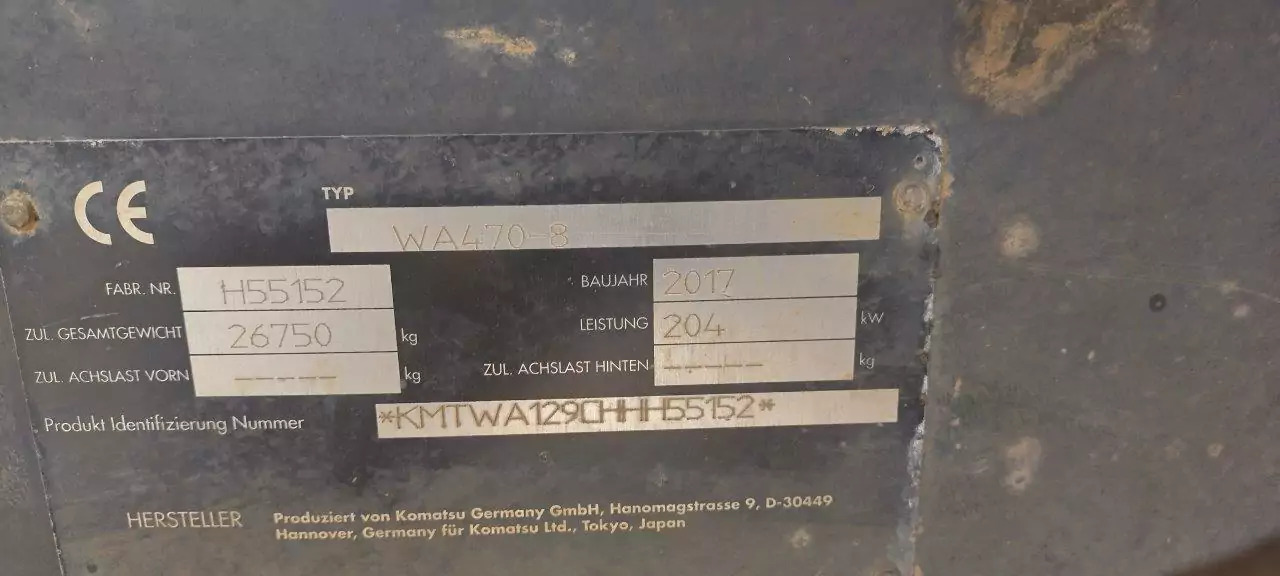 CE
TYP
WA470-8
FABR. NR. H55152 BAUJAHR 2017
ZUL. GESAMTGEWICHT 26750 kg LEISTUNG 204 kW
ZUL. ACHSLAST VORN ----- kg ZUL. ACHSLAST HINTEN ----- kg
Produkt Identifizierung Nummer *KMTWA129CHHH55152*
HERSTELLER Produziert von Komatsu Germany GmbH, Hanomagstrasse 9, D-30449
Hannover, Germany für Komatsu Ltd., Tokyo, Japan